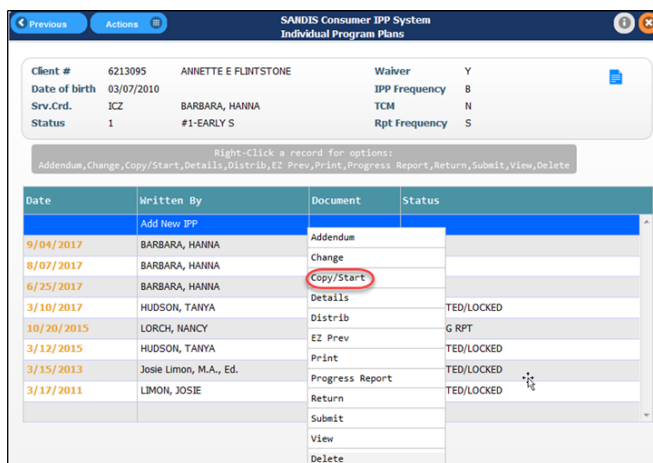 Previous Actions SANDIS Consumer IPP System
Individual Program Plans
Client # 6213095 ANNETTE E FLINTSTONE Waiver Y
Date of birth 03/07/2010 IPP Frequency B
Srv.Crd. ICZ BARBARA, HANNA TCM N
Status 1 #1-EARLY S Rpt Frequency S
Right-Click a record for options:
Addendum,Change,Copy/Start,Details,Distrib,EZ Prev,Print,Progress Report,Return,Submit,View,Delete
Date Written By Document Status
Add New IPP
Addendum
9/04/2017 BARBARA, HANNA
Change
8/07/2017 BARBARA, HANNA
Copy/Start
6/25/2017 BARBARA, HANNA
Details
3/10/2017 HUDSON, TANYA TED/LOCKED
Distrib
10/20/2015 LORCH, NANCY G RPT
EZ Prev
3/12/2015 HUDSON, TANYA TED/LOCKED
Print
3/15/2013 Josie Limon, M.A., Ed. TED/LOCKED
Progress Report
3/17/2011 LIMON, JOSIE TED/LOCKED
Return
Submit
View
Delete